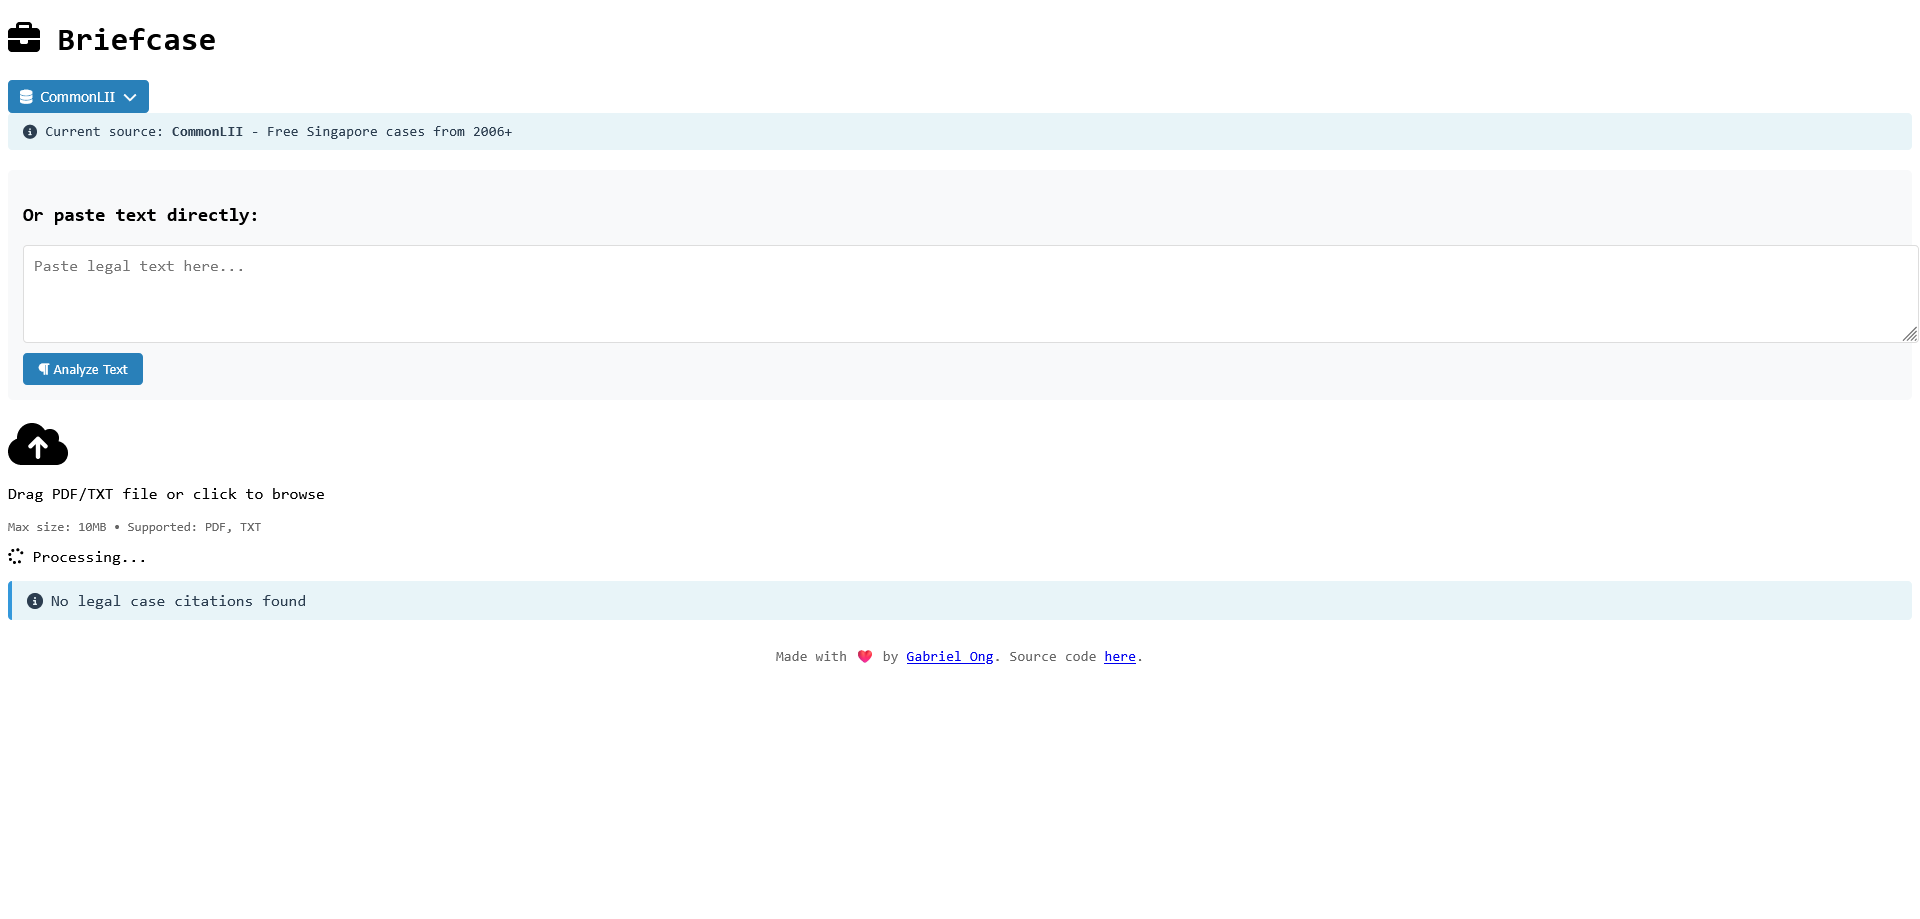 Briefcase
CommonLII
Current source: CommonLII - Free Singapore cases from 2006+
Or paste text directly:
Paste legal text here...
¶ Analyze Text
Drag PDF/TXT file or click to browse
Max size: 10MB • Supported: PDF, TXT
Processing...
No legal case citations found
Made with ❤️ by Gabriel Ong. Source code here.